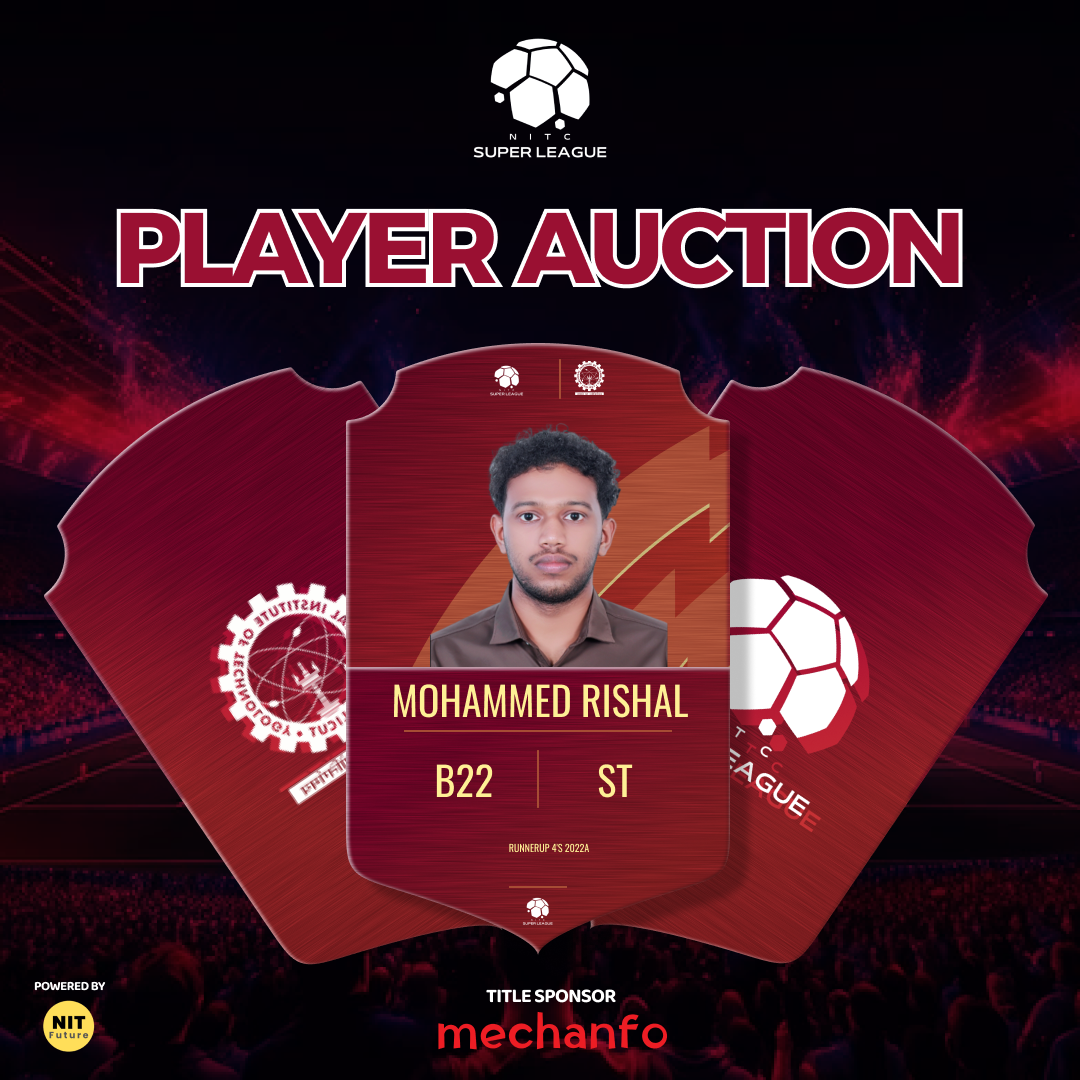 N I T C
SUPER LEAGUE
PLAYER AUCTION
SUPER LEAGUE
MOHAMMED RISHAL
B22
ST
RUNNERUP 4'S 2022A
SUPER LEAGUE
T C
EAGUE
POWERED BY
NIT
Future
TITLE SPONSOR
mechanfo